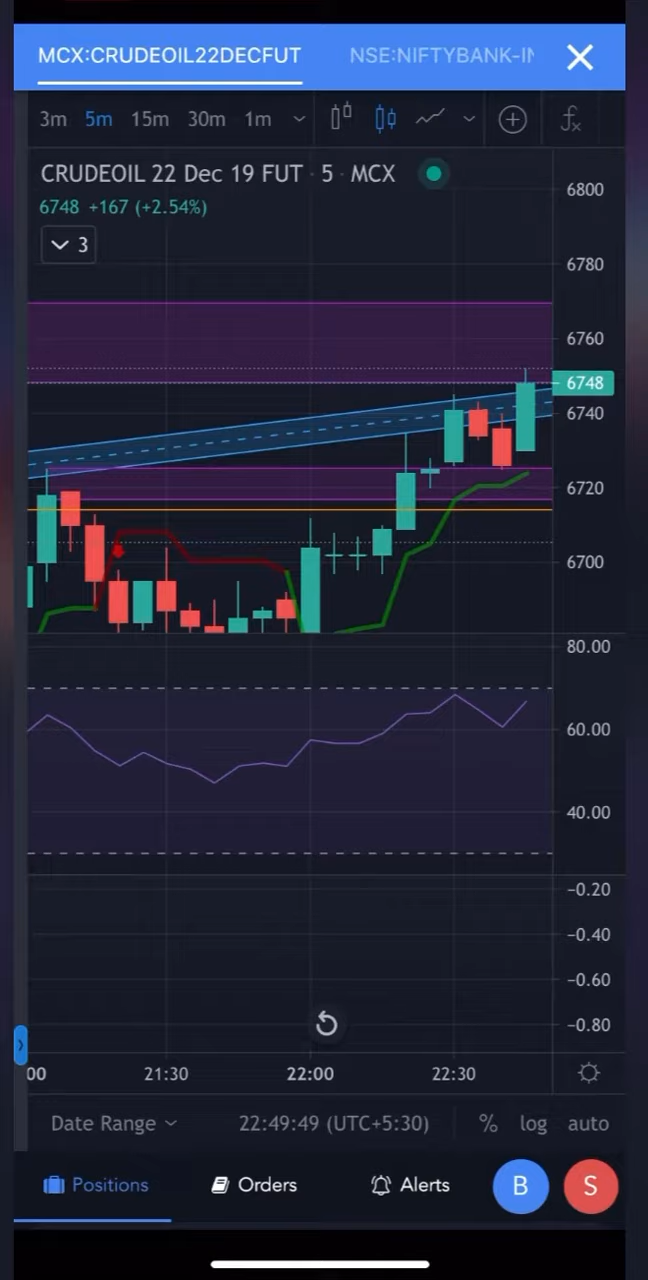 MCX:CRUDEOIL22DECFUT NSE:NIFTYBANK-IN
3m 5m 15m 30m 1m
CRUDEOIL 22 Dec 19 FUT · 5 · MCX
6748 +167 (+2.54%)
3
6800
6780
6760
6748
6740
6720
6700
80.00
60.00
40.00
−0.20
−0.40
−0.60
−0.80
00 21:30 22:00 22:30
Date Range 22:49:49 (UTC+5:30) % log auto
Positions Orders Alerts B S